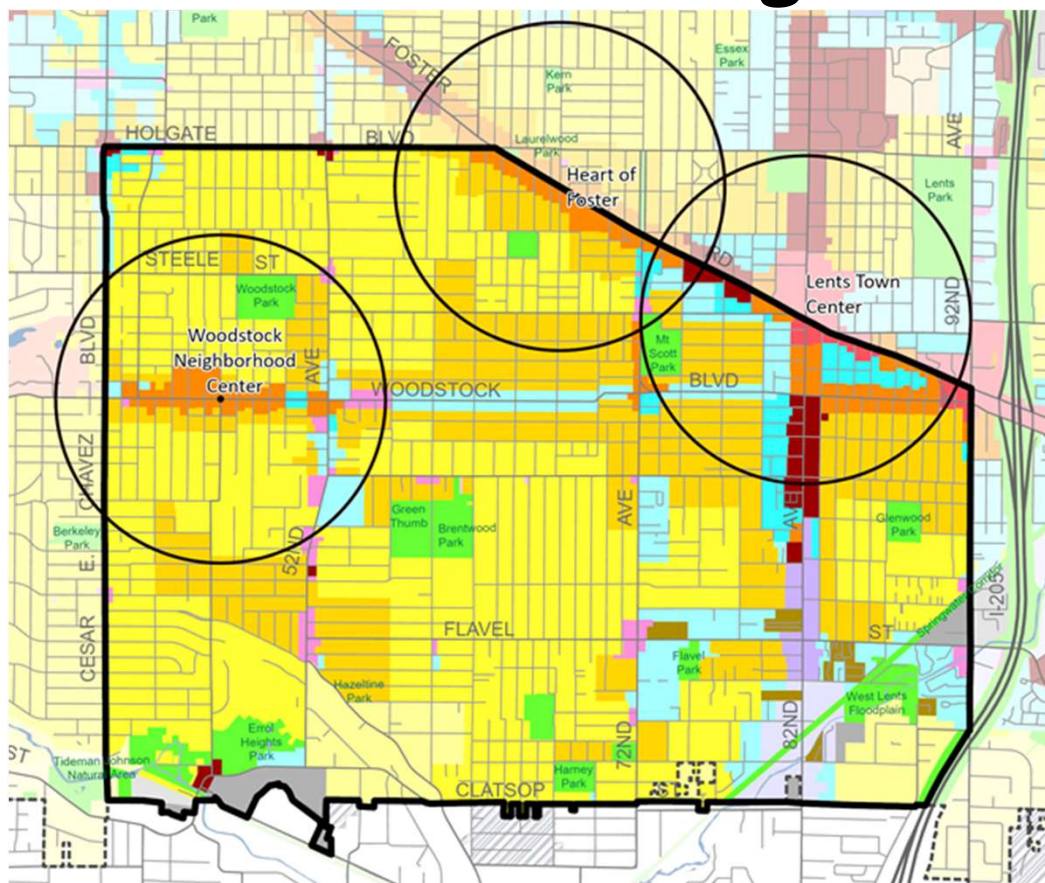 Park
FOSTER
Essex
Park
Kern
Park
HOLGATE
BLVD
Laurelwood
Park
AVE
Heart of
Foster
Lents
Park
RD
STEELE
ST
Woodstock
Park
Lents Town
Center
92ND
BLVD
Woodstock
Neighborhood
Center
AVE
Mt
Scott
Park
WOODSTOCK
BLVD
CHAVEZ
Green
Thumb
Brentwood
Park
AVE
AVE
Glenwood
Park
Berkeley
Park
E.
52ND
I-205
Springwater Corridor
CESAR
FLAVEL
ST
Flavel
Park
Hazeltine
Park
West Lents
Floodplain
Errol
Heights
Park
72ND
82ND
ST
Tideman Johnson
Natural Area
Harney
Park
CLATSOP
ST